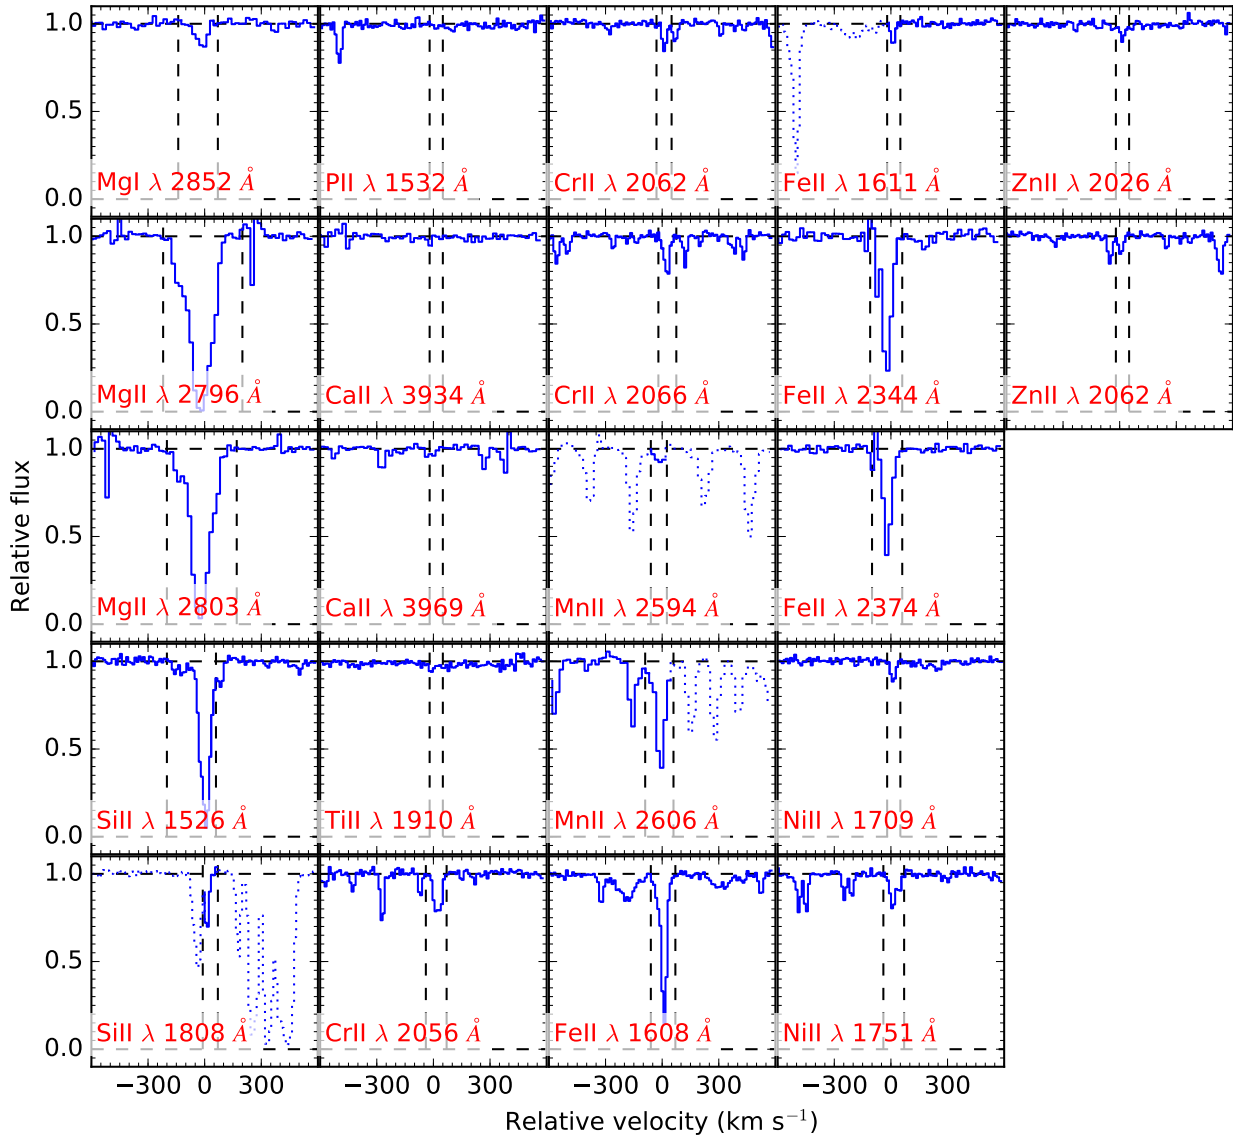 1.0
0.5
0.0
MgI λ 2852 Å
PII λ 1532 Å
CrII λ 2062 Å
FeII λ 1611 Å
ZnII λ 2026 Å
1.0
0.5
0.0
MgII λ 2796 Å
CaII λ 3934 Å
CrII λ 2066 Å
FeII λ 2344 Å
ZnII λ 2062 Å
Relative flux
1.0
0.5
0.0
MgII λ 2803 Å
CaII λ 3969 Å
MnII λ 2594 Å
FeII λ 2374 Å
1.0
0.5
0.0
SiII λ 1526 Å
TiII λ 1910 Å
MnII λ 2606 Å
NiII λ 1709 Å
1.0
0.5
0.0
SiII λ 1808 Å
CrII λ 2056 Å
FeII λ 1608 Å
NiII λ 1751 Å
−300 0 300 −300 0 300 −300 0 300 −300 0 300
Relative velocity (km s⁻¹)